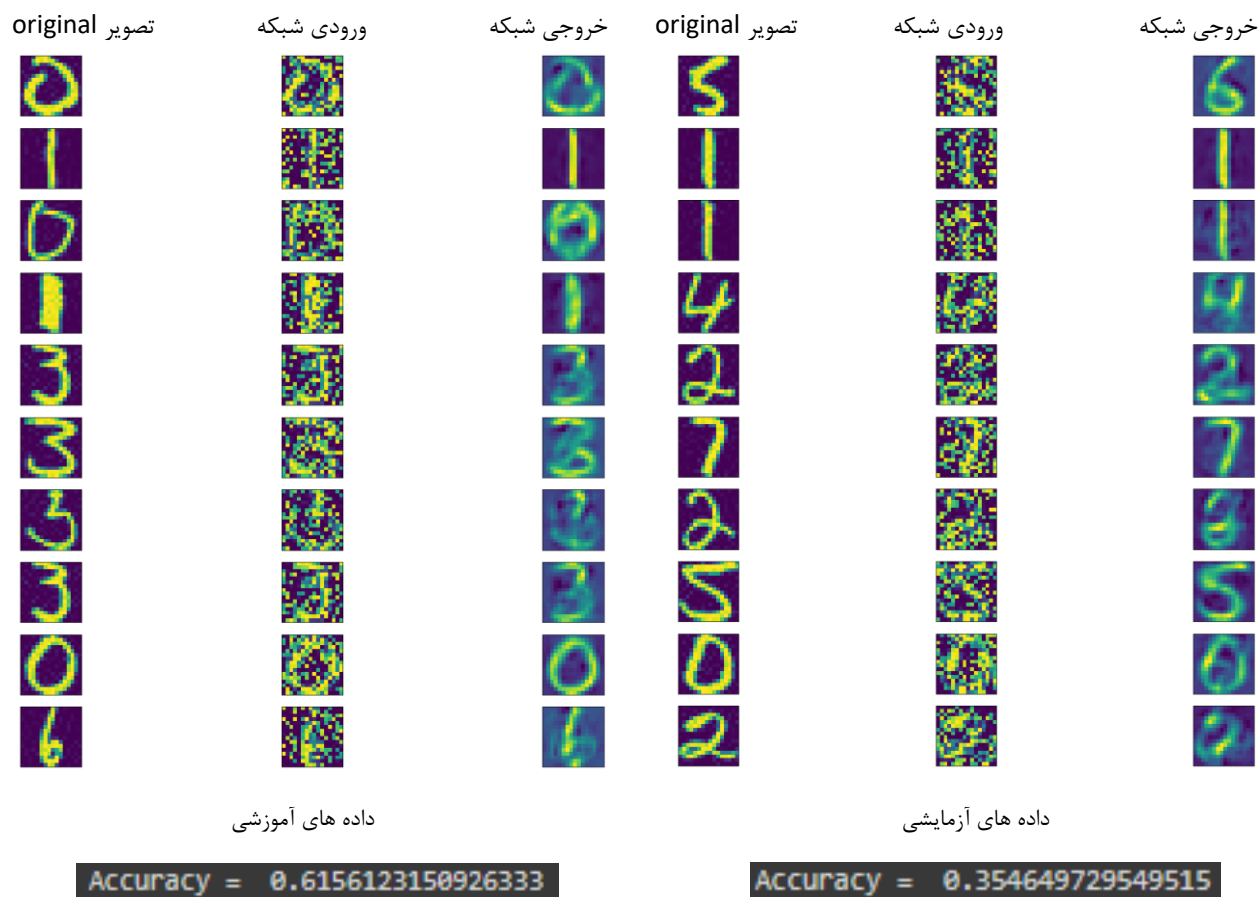 تصویر original ورودی شبکه خروجی شبکه تصویر original ورودی شبکه خروجی شبکه
داده های آموزشی داده های آزمایشی
Accuracy = 0.6156123150926333 Accuracy = 0.354649729549515